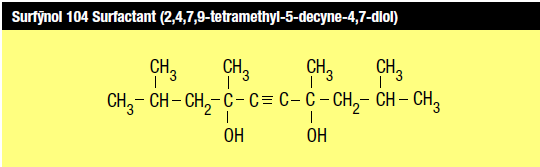 Surfȳnol 104 Surfactant (2,4,7,9-tetramethyl-5-decyne-4,7-diol)
CH3 CH3 CH3 CH3
CH3 – CH – CH2 – C – C ≡ C – C – CH2 – CH – CH3
OH OH